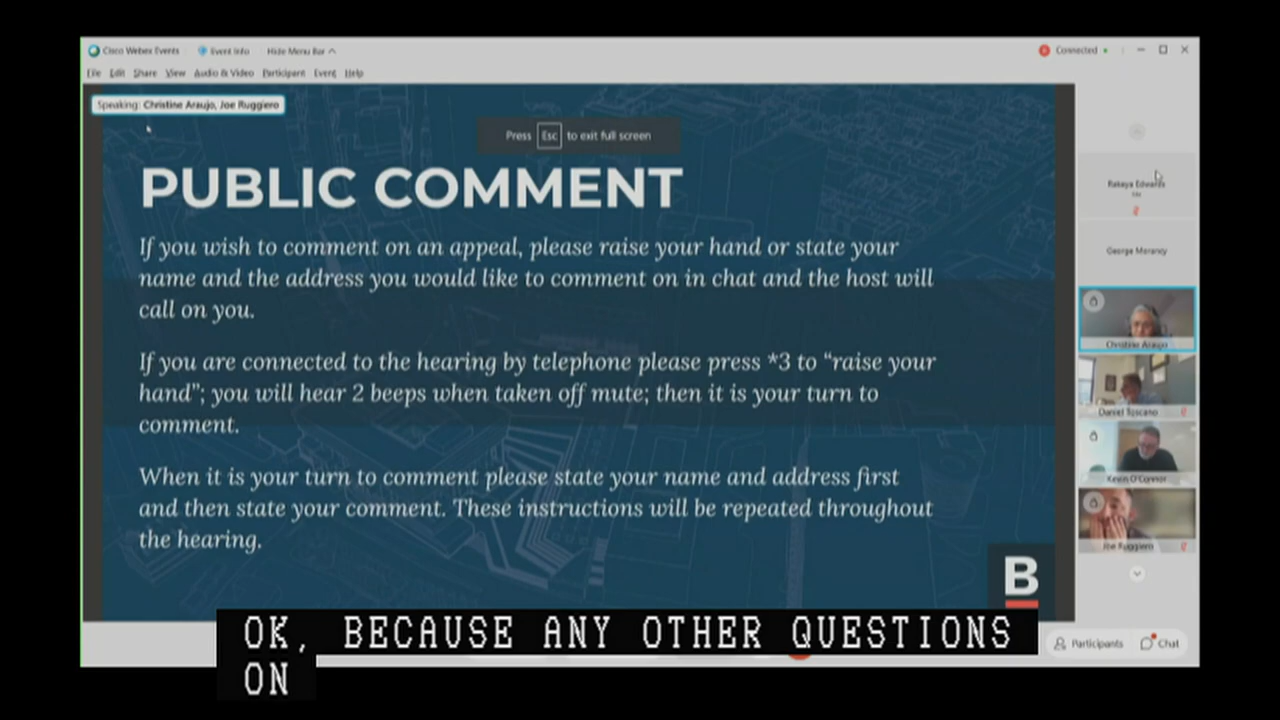 Cisco Webex Events Event Info Hide Menu Bar
Connected
File Edit Share View Audio & Video Participant Event Help
Speaking: Christine Araujo, Joe Ruggiero
Press Esc to exit full screen
PUBLIC COMMENT
If you wish to comment on an appeal, please raise your hand or state your
name and the address you would like to comment on in chat and the host will
call on you.
If you are connected to the hearing by telephone please press *3 to “raise your
hand”; you will hear 2 beeps when taken off mute; then it is your turn to
comment.
When it is your turn to comment please state your name and address first
and then state your comment. These instructions will be repeated throughout
the hearing.
B
Rakeya Edwards
Me
George Morancy
Christine Araujo
Daniel Toscano
Kevin O'Connor
Joe Ruggiero
Participants Chat
OK, BECAUSE ANY OTHER QUESTIONS
ON